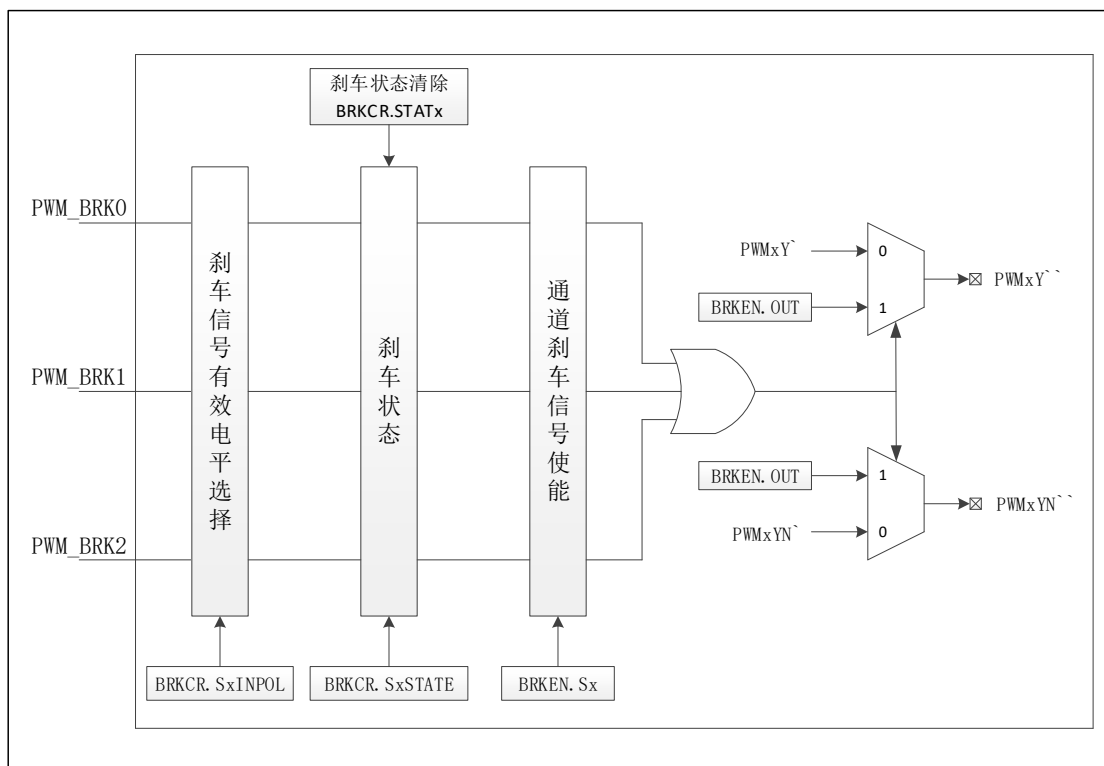 刹车状态清除
BRKCR.STATx
PWM_BRK0
PWM_BRK1
PWM_BRK2
刹车信号有效电平选择
刹车状态
通道刹车信号使能
PWMxY`
0
BRKEN.OUT
1
PWMxY``
BRKEN.OUT
1
PWMxYN`
0
PWMxYN``
BRKCR.SxINPOL
BRKCR.SxSTATE
BRKEN.Sx